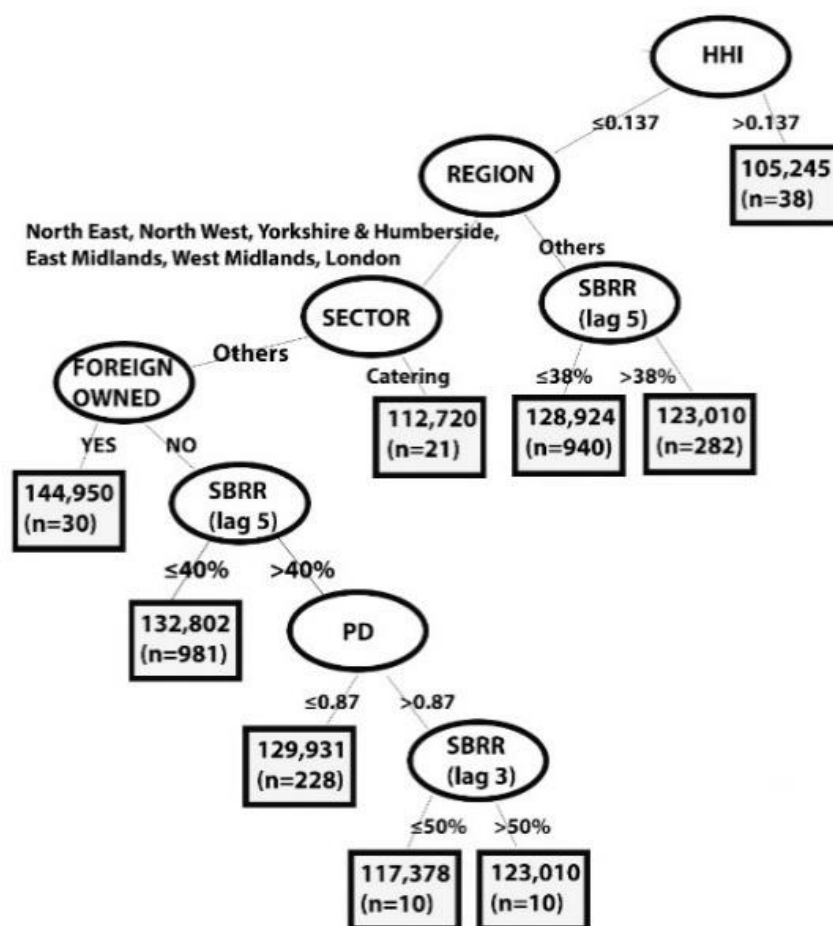 HHI
≤0.137
>0.137
105,245
(n=38)
REGION
North East, North West, Yorkshire & Humberside,
East Midlands, West Midlands, London
Others
SBRR
(lag 5)
SECTOR
Others
Catering
≤38%
>38%
FOREIGN
OWNED
112,720
(n=21)
128,924
(n=940)
123,010
(n=282)
YES
NO
144,950
(n=30)
SBRR
(lag 5)
≤40%
>40%
132,802
(n=981)
PD
≤0.87
>0.87
129,931
(n=228)
SBRR
(lag 3)
≤50%
>50%
117,378
(n=10)
123,010
(n=10)